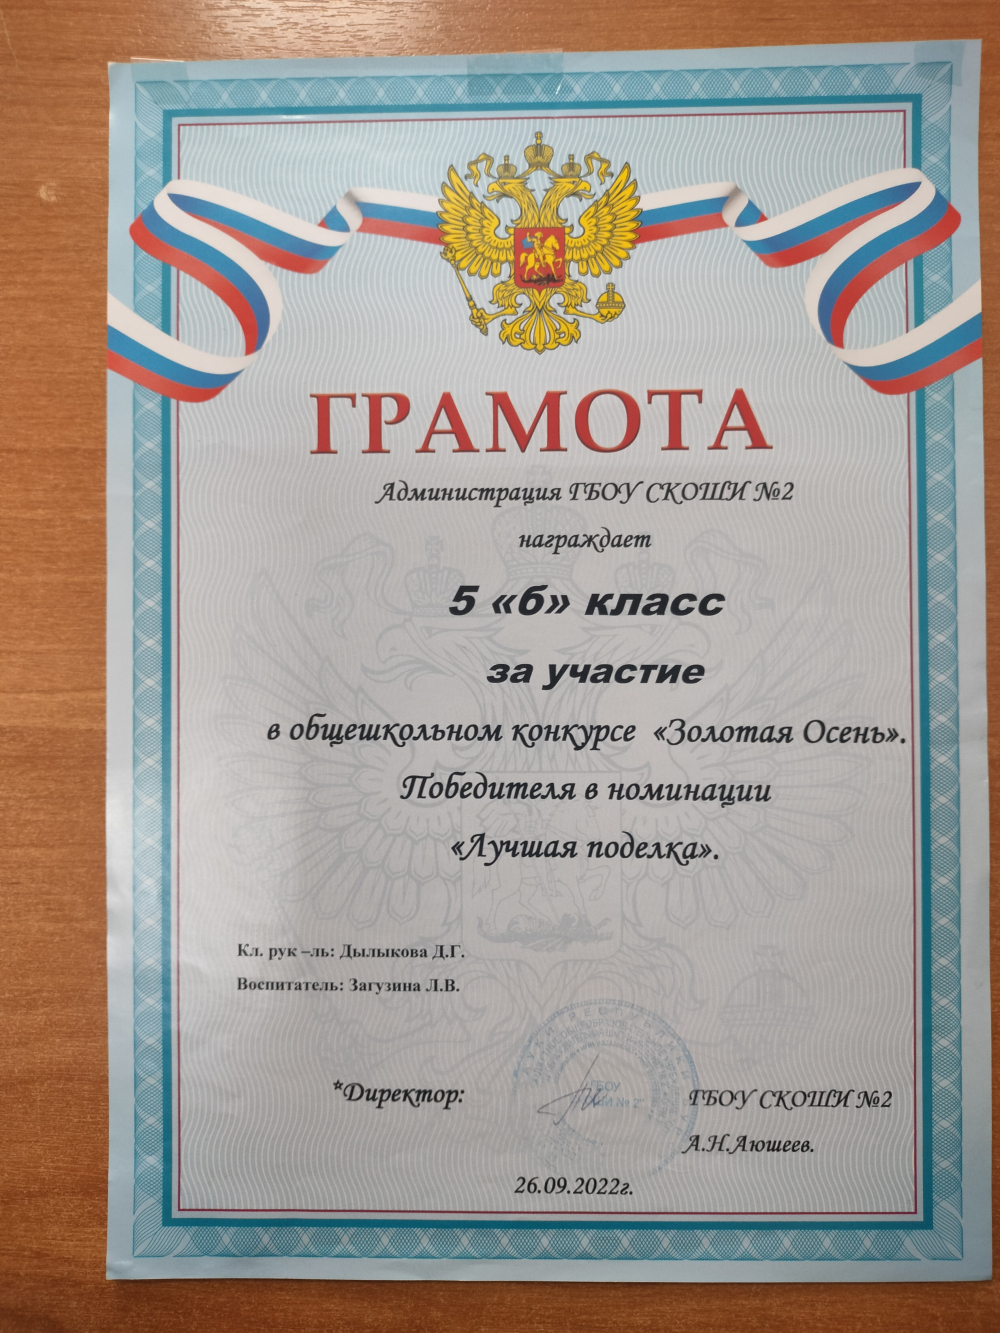 ГРАМОТА
Администрация ГБОУ СКОШИ №2
награждает
5 «б» класс
за участие
в общешкольном конкурсе «Золотая Осень».
Победителя в номинации
«Лучшая поделка».
Кл. рук –ль: Дылыкова Д.Г.
Воспитатель: Загузина Л.В.
*Директор:
ГБОУ СКОШИ №2
А.Н.Аюшеев.
26.09.2022г.